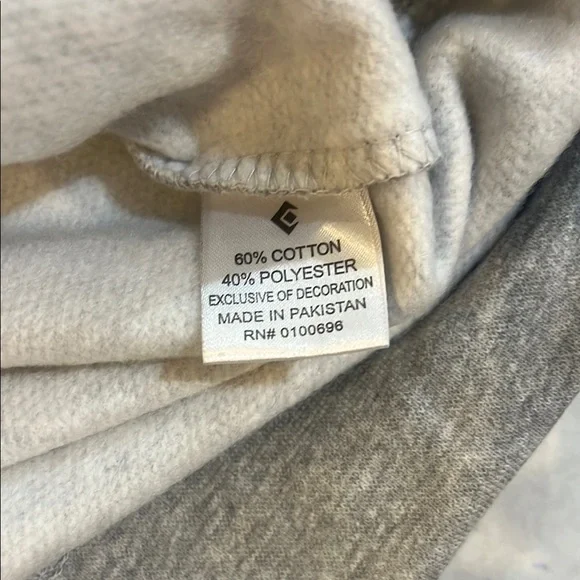 60% COTTON
40% POLYESTER
EXCLUSIVE OF DECORATION
MADE IN PAKISTAN
RN# 0100696